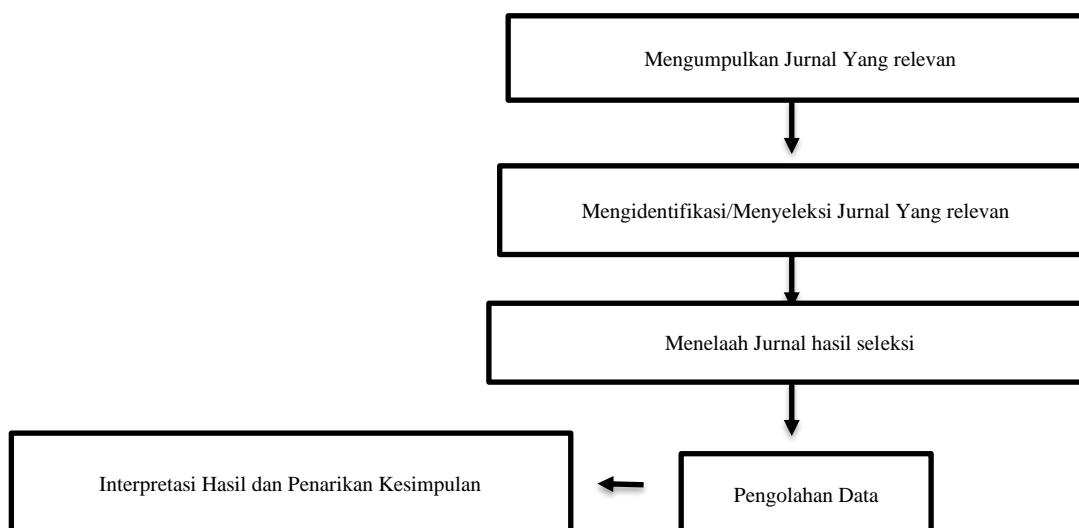 Mengumpulkan Jurnal Yang relevan
Mengidentifikasi/Menyeleksi Jurnal Yang relevan
Menelaah Jurnal hasil seleksi
Pengolahan Data
Interpretasi Hasil dan Penarikan Kesimpulan